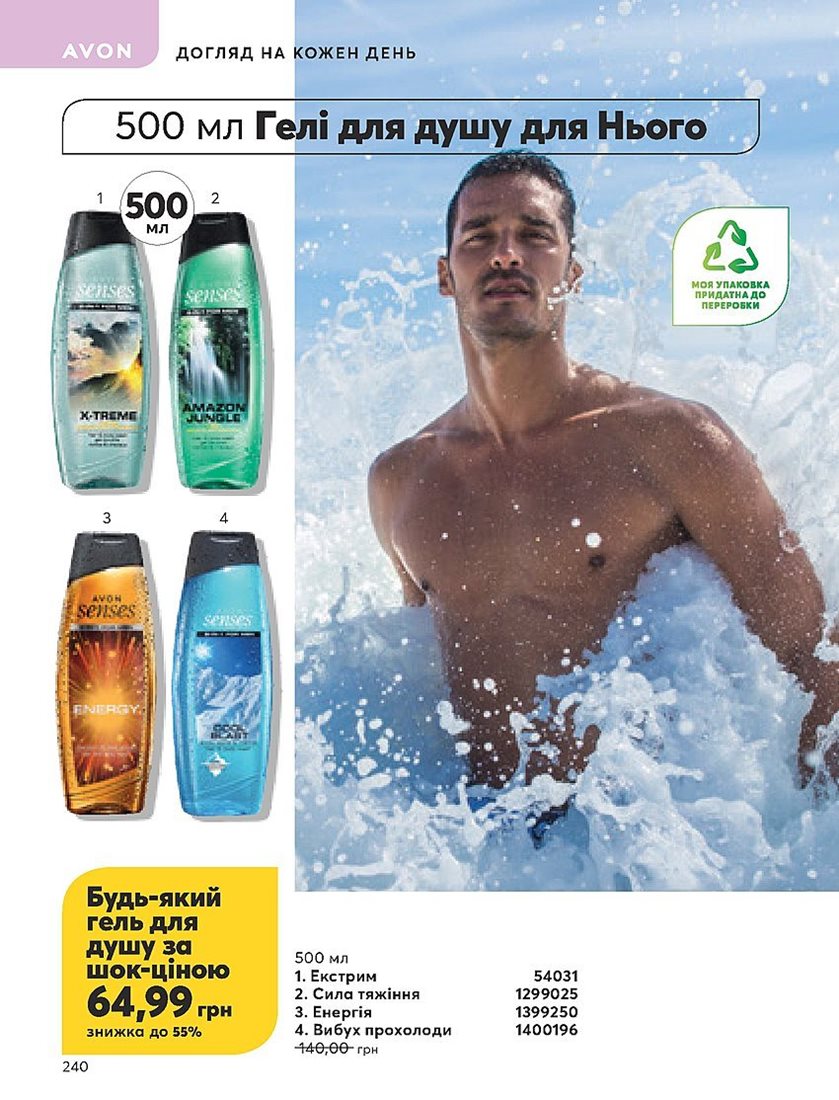 AVON
ДОГЛЯД НА КОЖЕН ДЕНЬ
500 мл Гелі для душу для Нього
1
500
мл
2
senses
X-TREME
senses
AMAZON
JUNGLE
МОЯ УПАКОВКА
ПРИДАТНА ДО
ПЕРЕРОБКИ
3
4
AVON
senses
ENERGY
senses
COOL
BLAST
Будь-який
гель для
душу за
шок-ціною
64,99 грн
знижка до 55%
500 мл
1. Екстрим 54031
2. Сила тяжіння 1299025
3. Енергія 1399250
4. Вибух прохолоди 1400196
140,00 грн
240